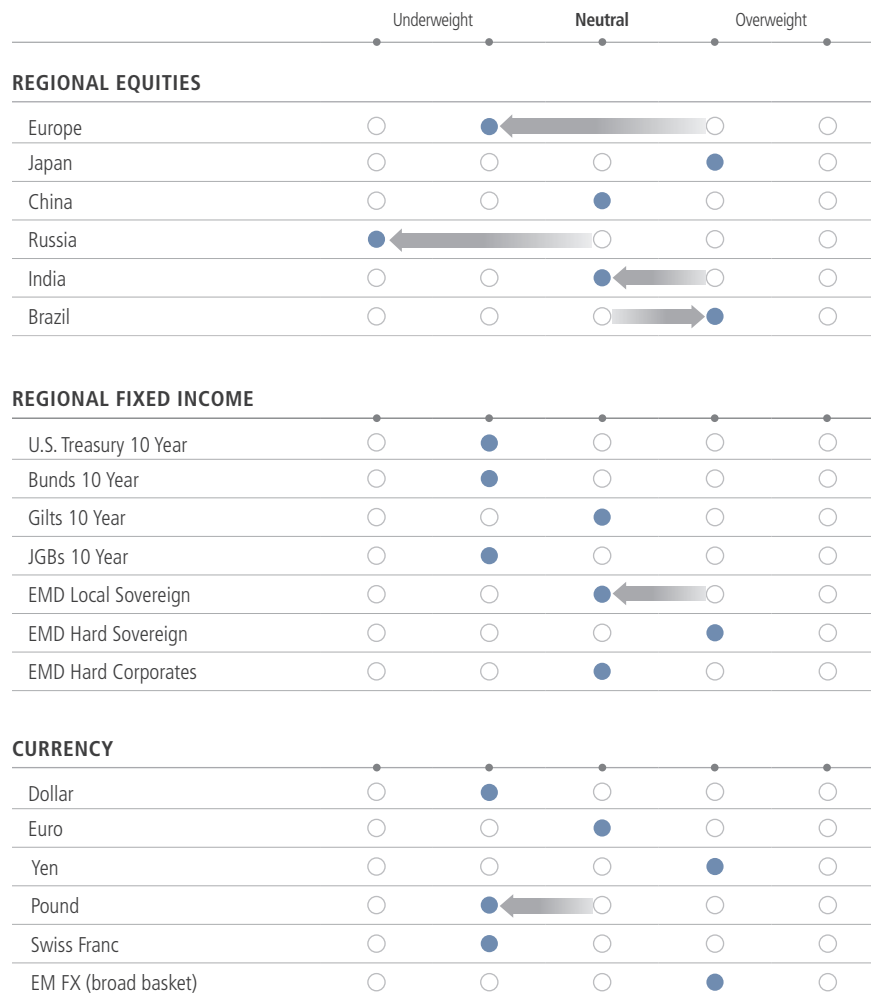 Underweight Neutral Overweight
REGIONAL EQUITIES
Europe
Japan
China
Russia
India
Brazil
REGIONAL FIXED INCOME
U.S. Treasury 10 Year
Bunds 10 Year
Gilts 10 Year
JGBs 10 Year
EMD Local Sovereign
EMD Hard Sovereign
EMD Hard Corporates
CURRENCY
Dollar
Euro
Yen
Pound
Swiss Franc
EM FX (broad basket)